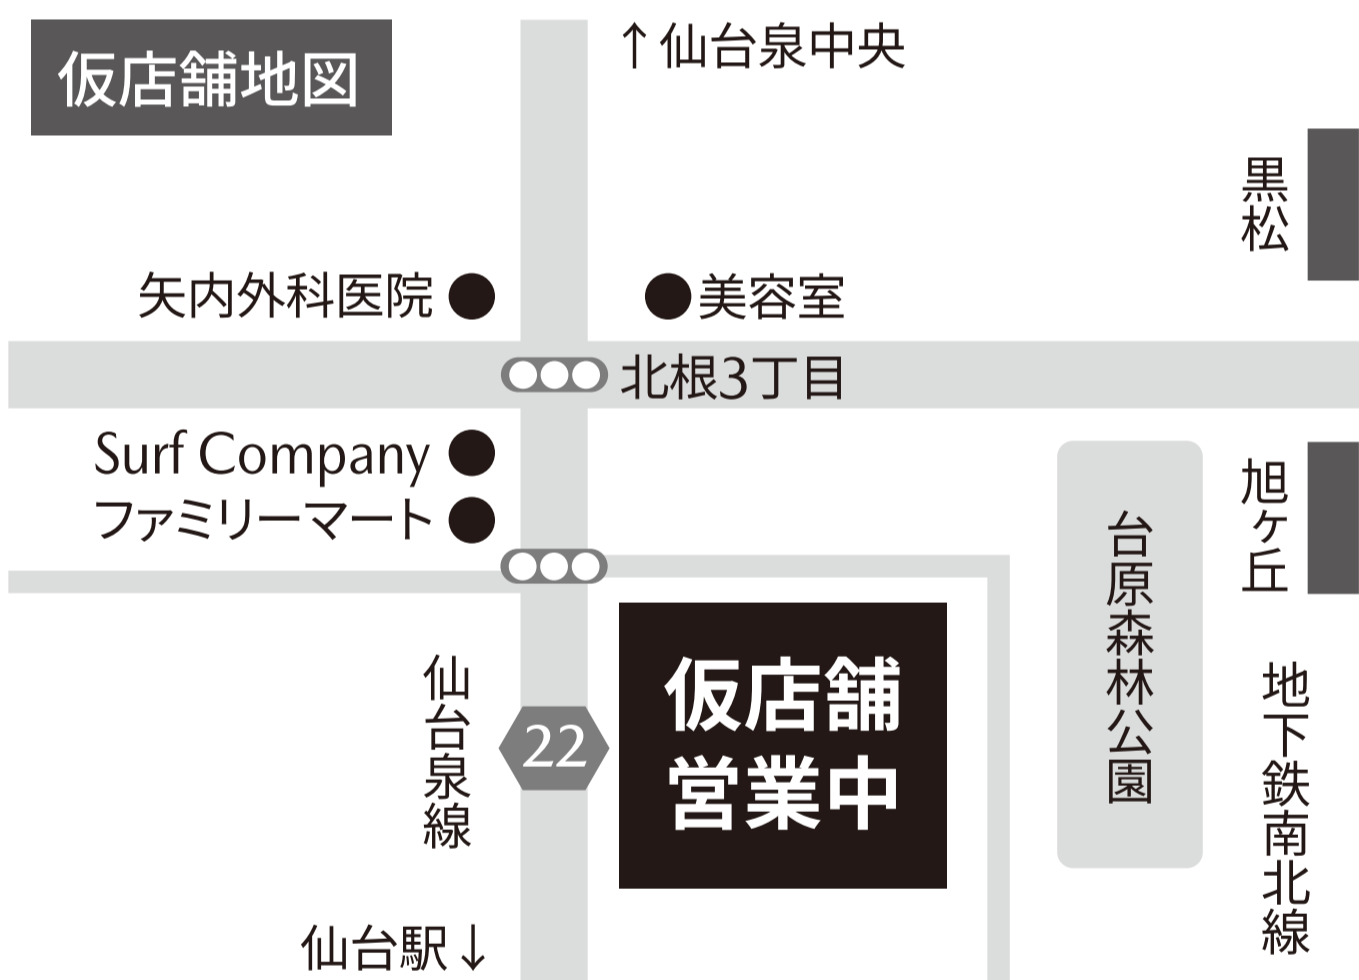 仮店舗地図
↑仙台泉中央
黒松
矢内外科医院
美容室
北根3丁目
Surf Company
ファミリーマート
旭ヶ丘
台原森林公園
仙台泉線
22
仮店舗
営業中
地下鉄南北線
仙台駅↓